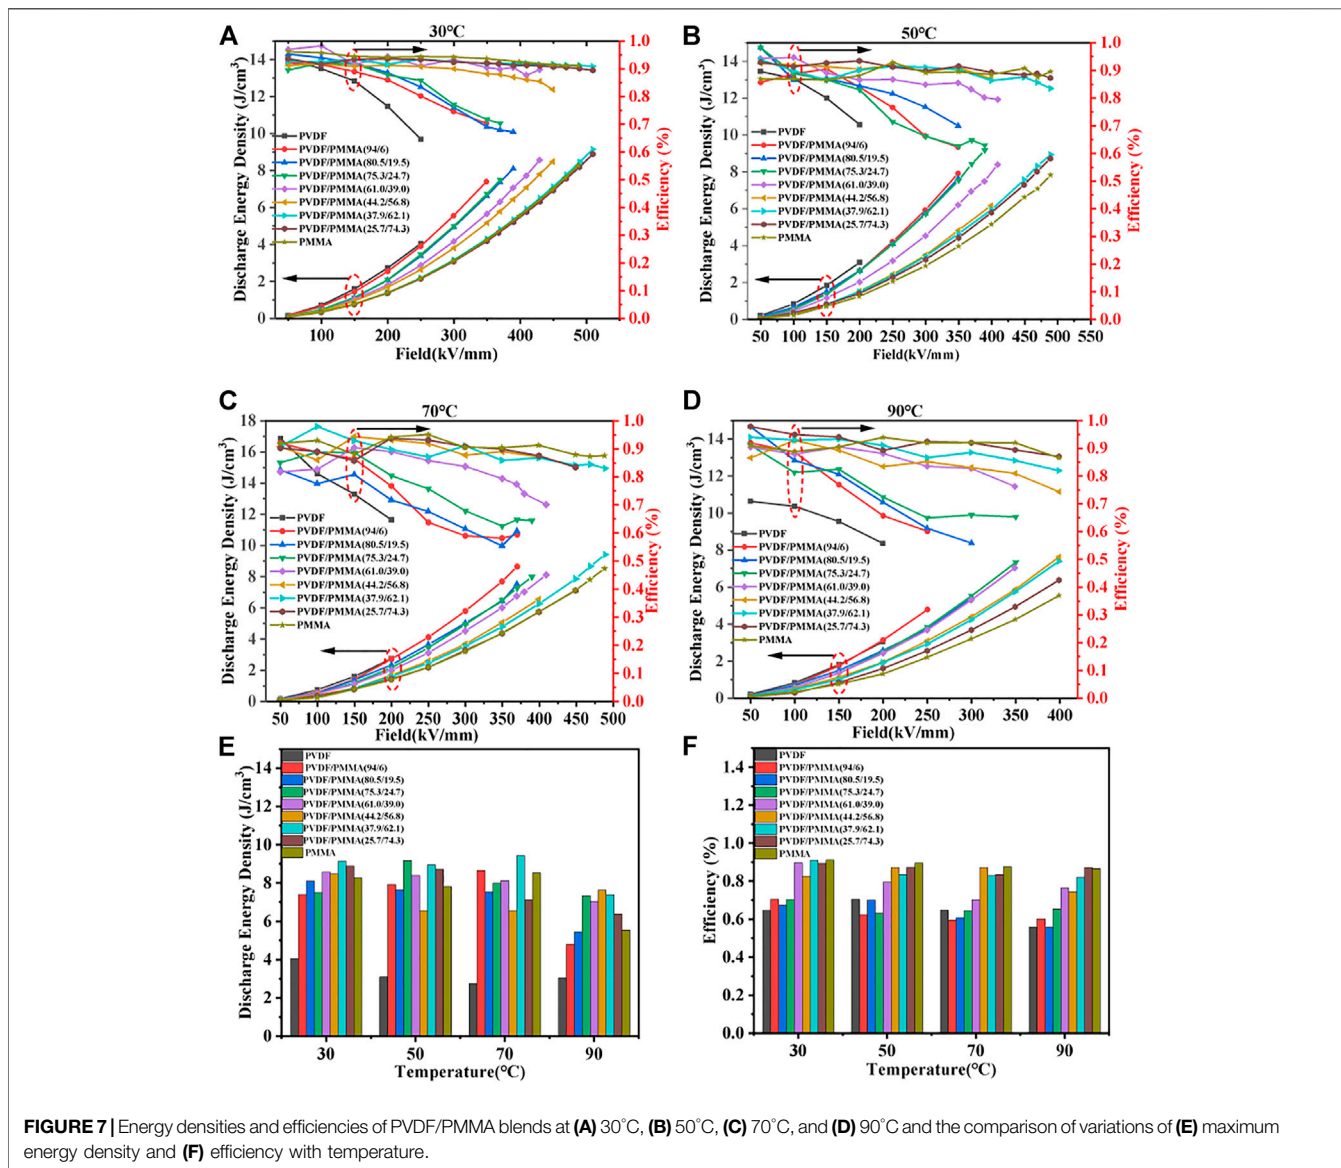 A
30°C
Discharge Energy Density (J/cm³)
14
12
10
8
6
4
2
0
PVDF
PVDF/PMMA(94/6)
PVDF/PMMA(80.5/19.5)
PVDF/PMMA(75.3/24.7)
PVDF/PMMA(61.0/39.0)
PVDF/PMMA(44.2/56.8)
PVDF/PMMA(37.9/62.1)
PVDF/PMMA(25.7/74.3)
PMMA
1.0
0.9
0.8
0.7
0.6
0.5
0.4
0.3
0.2
0.1
0.0
Efficiency (%)
100 150 200 250 300 350 400 450 500
Field(kV/mm)
B
50°C
Discharge Energy Density (J/cm³)
14
12
10
8
6
4
2
0
PVDF
PVDF/PMMA(94/6)
PVDF/PMMA(80.5/19.5)
PVDF/PMMA(75.3/24.7)
PVDF/PMMA(61.0/39.0)
PVDF/PMMA(44.2/56.8)
PVDF/PMMA(37.9/62.1)
PVDF/PMMA(25.7/74.3)
PMMA
1.0
0.9
0.8
0.7
0.6
0.5
0.4
0.3
0.2
0.1
0.0
Efficiency (%)
50 100 150 200 250 300 350 400 450 500 550
Field(kV/mm)
C
70°C
Discharge Energy Density (J/cm³)
18
16
14
12
10
8
6
4
2
0
PVDF
PVDF/PMMA(94/6)
PVDF/PMMA(80.5/19.5)
PVDF/PMMA(75.3/24.7)
PVDF/PMMA(61.0/39.0)
PVDF/PMMA(44.2/56.8)
PVDF/PMMA(37.9/62.1)
PVDF/PMMA(25.7/74.3)
PMMA
1.0
0.9
0.8
0.7
0.6
0.5
0.4
0.3
0.2
0.1
0.0
Efficiency (%)
50 100 150 200 250 300 350 400 450 500
Field(kV/mm)
D
90°C
Discharge Energy Density (J/cm³)
14
12
10
8
6
4
2
0
PVDF
PVDF/PMMA(94/6)
PVDF/PMMA(80.5/19.5)
PVDF/PMMA(75.3/24.7)
PVDF/PMMA(61.0/39.0)
PVDF/PMMA(44.2/56.8)
PVDF/PMMA(37.9/62.1)
PVDF/PMMA(25.7/74.3)
PMMA
1.0
0.9
0.8
0.7
0.6
0.5
0.4
0.3
0.2
0.1
0.0
Efficiency (%)
50 100 150 200 250 300 350 400
Field(kV/mm)
E
Discharge Energy Density (J/cm³)
14
12
10
8
6
4
2
0
PVDF
PVDF/PMMA(94/6)
PVDF/PMMA(80.5/19.5)
PVDF/PMMA(75.3/24.7)
PVDF/PMMA(61.0/39.0)
PVDF/PMMA(44.2/56.8)
PVDF/PMMA(37.9/62.1)
PVDF/PMMA(25.7/74.3)
PMMA
30 50 70 90
Temperature(°C)
F
Efficiency (%)
1.4
1.2
1.0
0.8
0.6
0.4
0.2
0.0
PVDF
PVDF/PMMA(94/6)
PVDF/PMMA(80.5/19.5)
PVDF/PMMA(75.3/24.7)
PVDF/PMMA(61.0/39.0)
PVDF/PMMA(44.2/56.8)
PVDF/PMMA(37.9/62.1)
PVDF/PMMA(25.7/74.3)
PMMA
30 50 70 90
Temperature(°C)
FIGURE 7 | Energy densities and efficiencies of PVDF/PMMA blends at (A) 30°C, (B) 50°C, (C) 70°C, and (D) 90°C and the comparison of variations of (E) maximum
energy density and (F) efficiency with temperature.